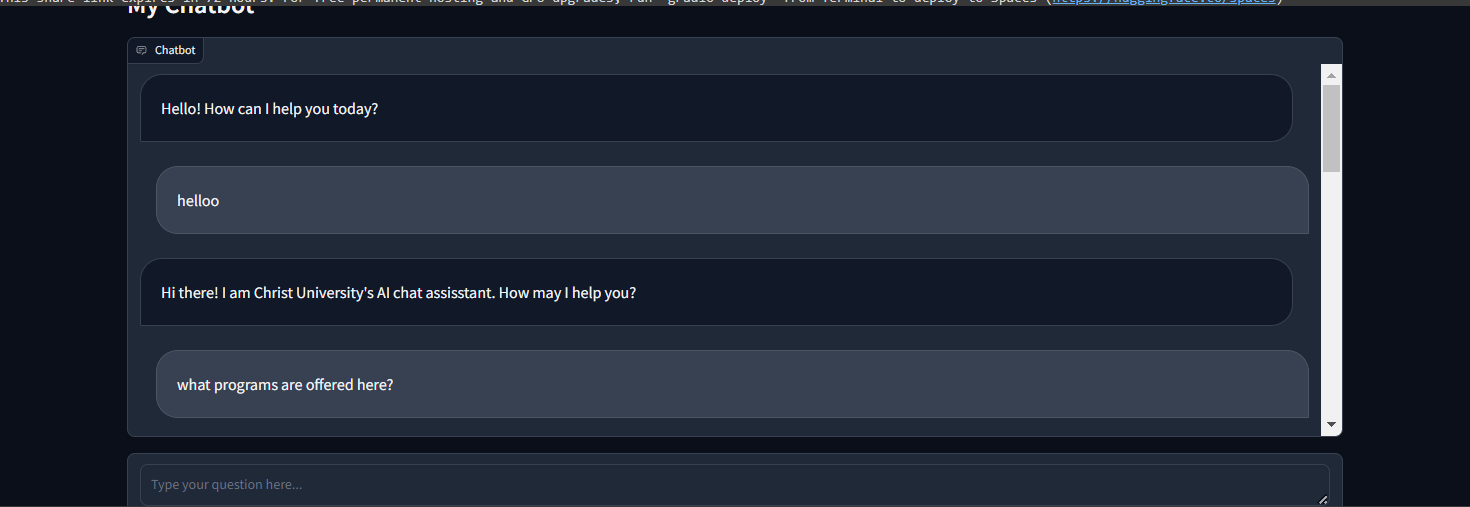 This share link expires in 72 hours. For free permanent hosting and GPU upgrades, run `gradio deploy` from Terminal to deploy to Spaces (https://huggingface.co/spaces)
My Chatbot
Chatbot
Hello! How can I help you today?
helloo
Hi there! I am Christ University's AI chat assisstant. How may I help you?
what programs are offered here?
Type your question here...